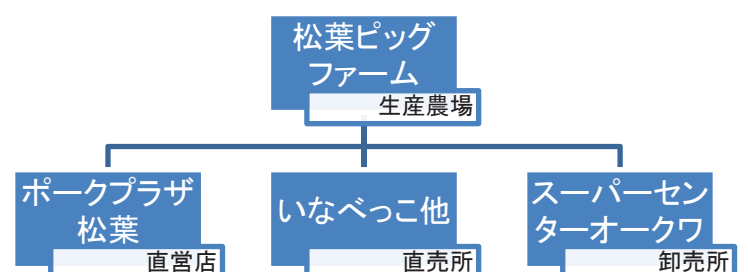 松葉ピッグ
ファーム
生産農場
ポークプラザ
松葉
直営店
いなべっこ他
直売所
スーパーセン
ターオークワ
卸売所